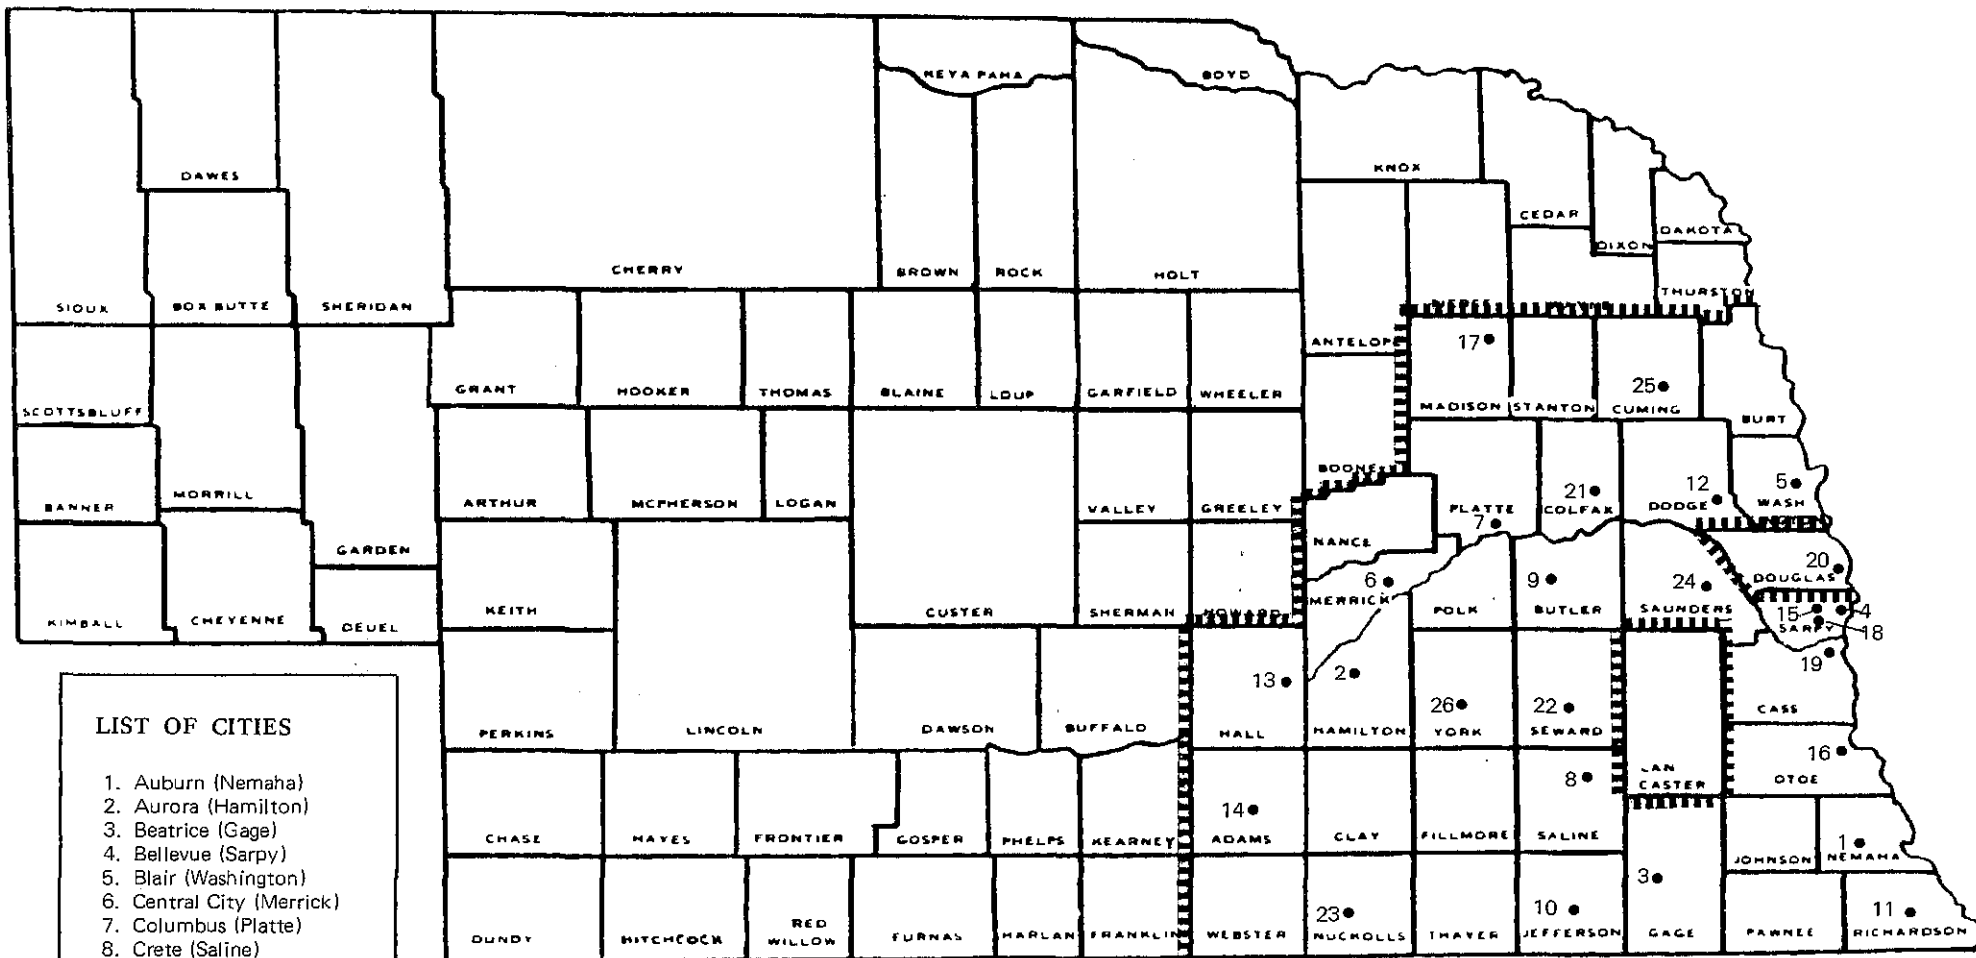 KEYA PAHA
BOYD
KNOX
DAWES
CEDAR
DIXON
DAKOTA
CHERRY
BROWN
ROCK
HOLT
THURSTON
SIOUX
BOX BUTTE
SHERIDAN
ANTELOPE
17
25
GRANT
HOOKER
THOMAS
BLAINE
LOUP
GARFIELD
WHEELER
MADISON
STANTON
CUMING
SCOTTSBLUFF
BURT
BOONE
BANNER
MORRILL
ARTHUR
MCPHERSON
LOGAN
VALLEY
GREELEY
PLATTE
7
21
COLFAX
12
DODGE
5
WASH
NANCE
GARDEN
6
MERRICK
9
24
20
DOUGLAS
KIMBALL
CHEYENNE
DEUEL
KEITH
CUSTER
SHERMAN
HOWARD
POLK
BUTLER
SAUNDERS
15
4
SARPY
18
19
13
2
26
22
CASS
PERKINS
LINCOLN
DAWSON
BUFFALO
HALL
HAMILTON
YORK
SEWARD
16
OTOE
8
LAN
CASTER
14
CHASE
HAYES
FRONTIER
GOSPER
PHELPS
KEARNEY
ADAMS
CLAY
FILLMORE
SALINE
JOHNSON
1
NEMAHA
3
23
10
11
DUNDY
HITCHCOCK
RED
WILLOW
FURNAS
HARLAN
FRANKLIN
WEBSTER
NUCKOLLS
THAYER
JEFFERSON
GAGE
PAWNEE
RICHARDSON
LIST OF CITIES
1. Auburn (Nemaha)
2. Aurora (Hamilton)
3. Beatrice (Gage)
4. Bellevue (Sarpy)
5. Blair (Washington)
6. Central City (Merrick)
7. Columbus (Platte)
8. Crete (Saline)